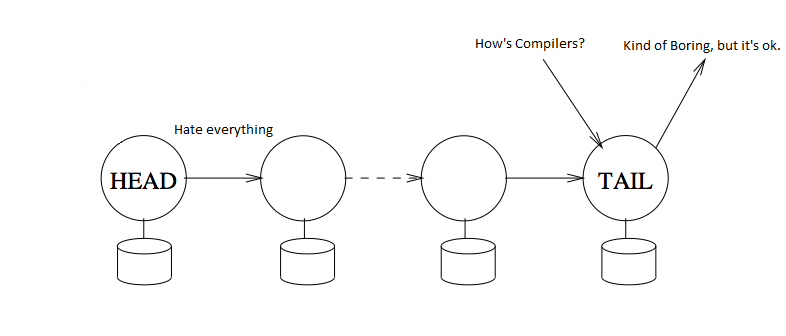 How's Compilers?
Kind of Boring, but it's ok.
Hate everything
HEAD
TAIL